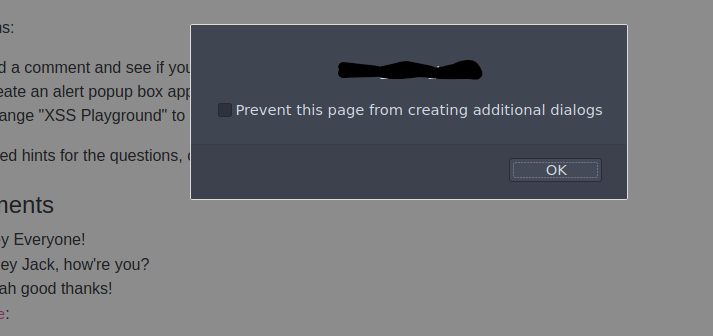 ns:
d a comment and see if you
eate an alert popup box app
ange "XSS Playground" to
ed hints for the questions,
Prevent this page from creating additional dialogs
OK
ments
y Everyone!
ey Jack, how're you?
ah good thanks!
e: